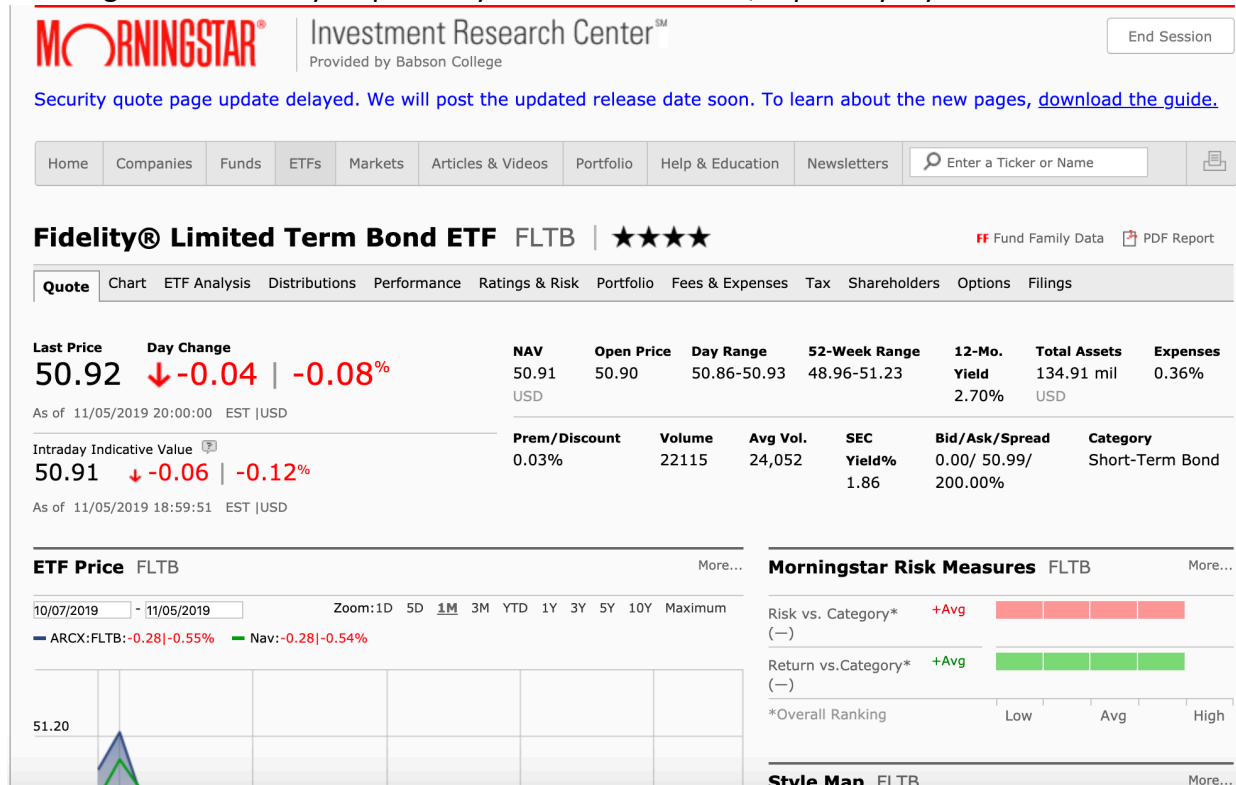 MORNINGSTAR® Investment Research Center℠
Provided by Babson College
End Session
Security quote page update delayed. We will post the updated release date soon. To learn about the new pages, download the guide.
Home Companies Funds ETFs Markets Articles & Videos Portfolio Help & Education Newsletters Enter a Ticker or Name
Fidelity® Limited Term Bond ETF FLTB | ★★★★
FF Fund Family Data PDF Report
Quote Chart ETF Analysis Distributions Performance Ratings & Risk Portfolio Fees & Expenses Tax Shareholders Options Filings
Last Price Day Change
50.92 -0.04 | -0.08%
As of 11/05/2019 20:00:00 EST |USD
Intraday Indicative Value ?
50.91 -0.06 | -0.12%
As of 11/05/2019 18:59:51 EST |USD
NAV Open Price Day Range 52-Week Range 12-Mo. Total Assets Expenses
50.91 50.90 50.86-50.93 48.96-51.23 Yield 134.91 mil 0.36%
USD 2.70% USD
Prem/Discount Volume Avg Vol. SEC Bid/Ask/Spread Category
0.03% 22115 24,052 Yield% 0.00/ 50.99/ Short-Term Bond
1.86 200.00%
ETF Price FLTB More...
10/07/2019 - 11/05/2019 Zoom:1D 5D 1M 3M YTD 1Y 3Y 5Y 10Y Maximum
ARCX:FLTB:-0.28|-0.55% Nav:-0.28|-0.54%
51.20
Morningstar Risk Measures FLTB More...
Risk vs. Category* +Avg
(—)
Return vs.Category* +Avg
(—)
*Overall Ranking Low Avg High
Style Map FLTB More...